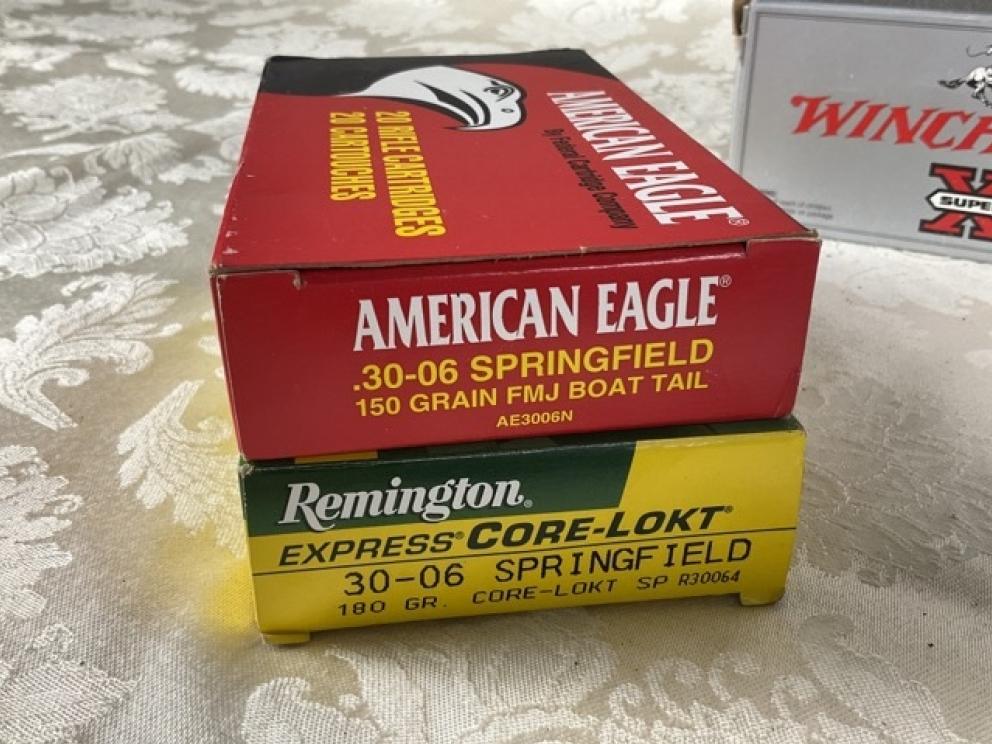 20 RIFLE CARTRIDGES
20 CARTOUCHES
AMERICAN EAGLE®
By Federal Cartridge Company
AMERICAN EAGLE®
.30-06 SPRINGFIELD
150 GRAIN FMJ BOAT TAIL
AE3006N
Remington®
EXPRESS® CORE-LOKT®
30-06 SPRINGFIELD
180 GR. CORE-LOKT SP R30064
WINCH
X
SUPE